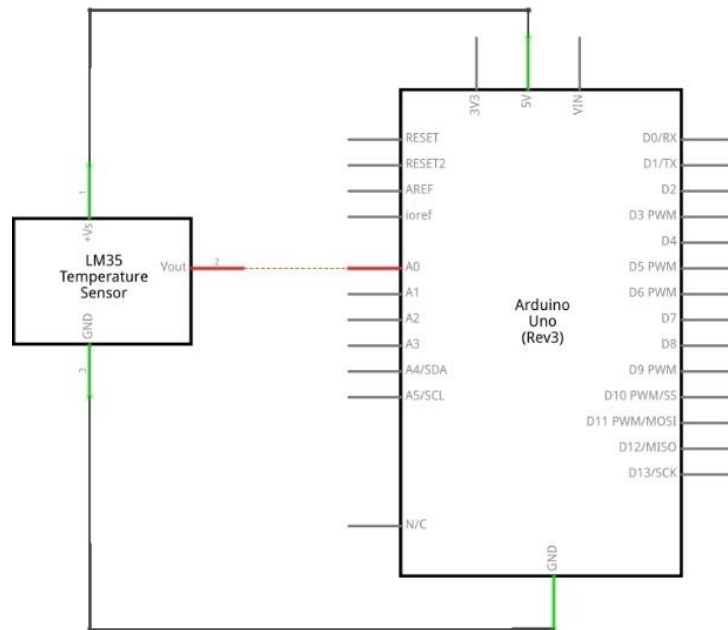 3V3
5V
VIN
RESET
RESET2
AREF
ioref
A0
A1
A2
A3
A4/SDA
A5/SCL
N/C
D0/RX
D1/TX
D2
D3 PWM
D4
D5 PWM
D6 PWM
D7
D8
D9 PWM
D10 PWM/SS
D11 PWM/MOSI
D12/MISO
D13/SCK
GND
Arduino
Uno
(Rev3)
1
+Vs
LM35
Temperature
Sensor
Vout
2
GND
3